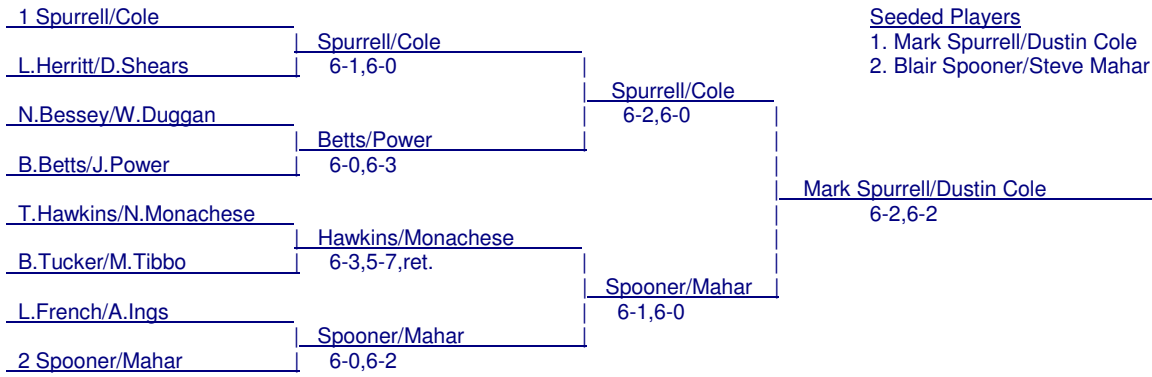 1 Spurrell/Cole
Seeded Players
Spurrell/Cole
1. Mark Spurrell/Dustin Cole
L.Herritt/D.Shears
6-1,6-0
2. Blair Spooner/Steve Mahar
Spurrell/Cole
N.Bessey/W.Duggan
6-2,6-0
Betts/Power
B.Betts/J.Power
6-0,6-3
Mark Spurrell/Dustin Cole
T.Hawkins/N.Monachese
6-2,6-2
Hawkins/Monachese
B.Tucker/M.Tibbo
6-3,5-7,ret.
Spooner/Mahar
L.French/A.Ings
6-1,6-0
Spooner/Mahar
2 Spooner/Mahar
6-0,6-2